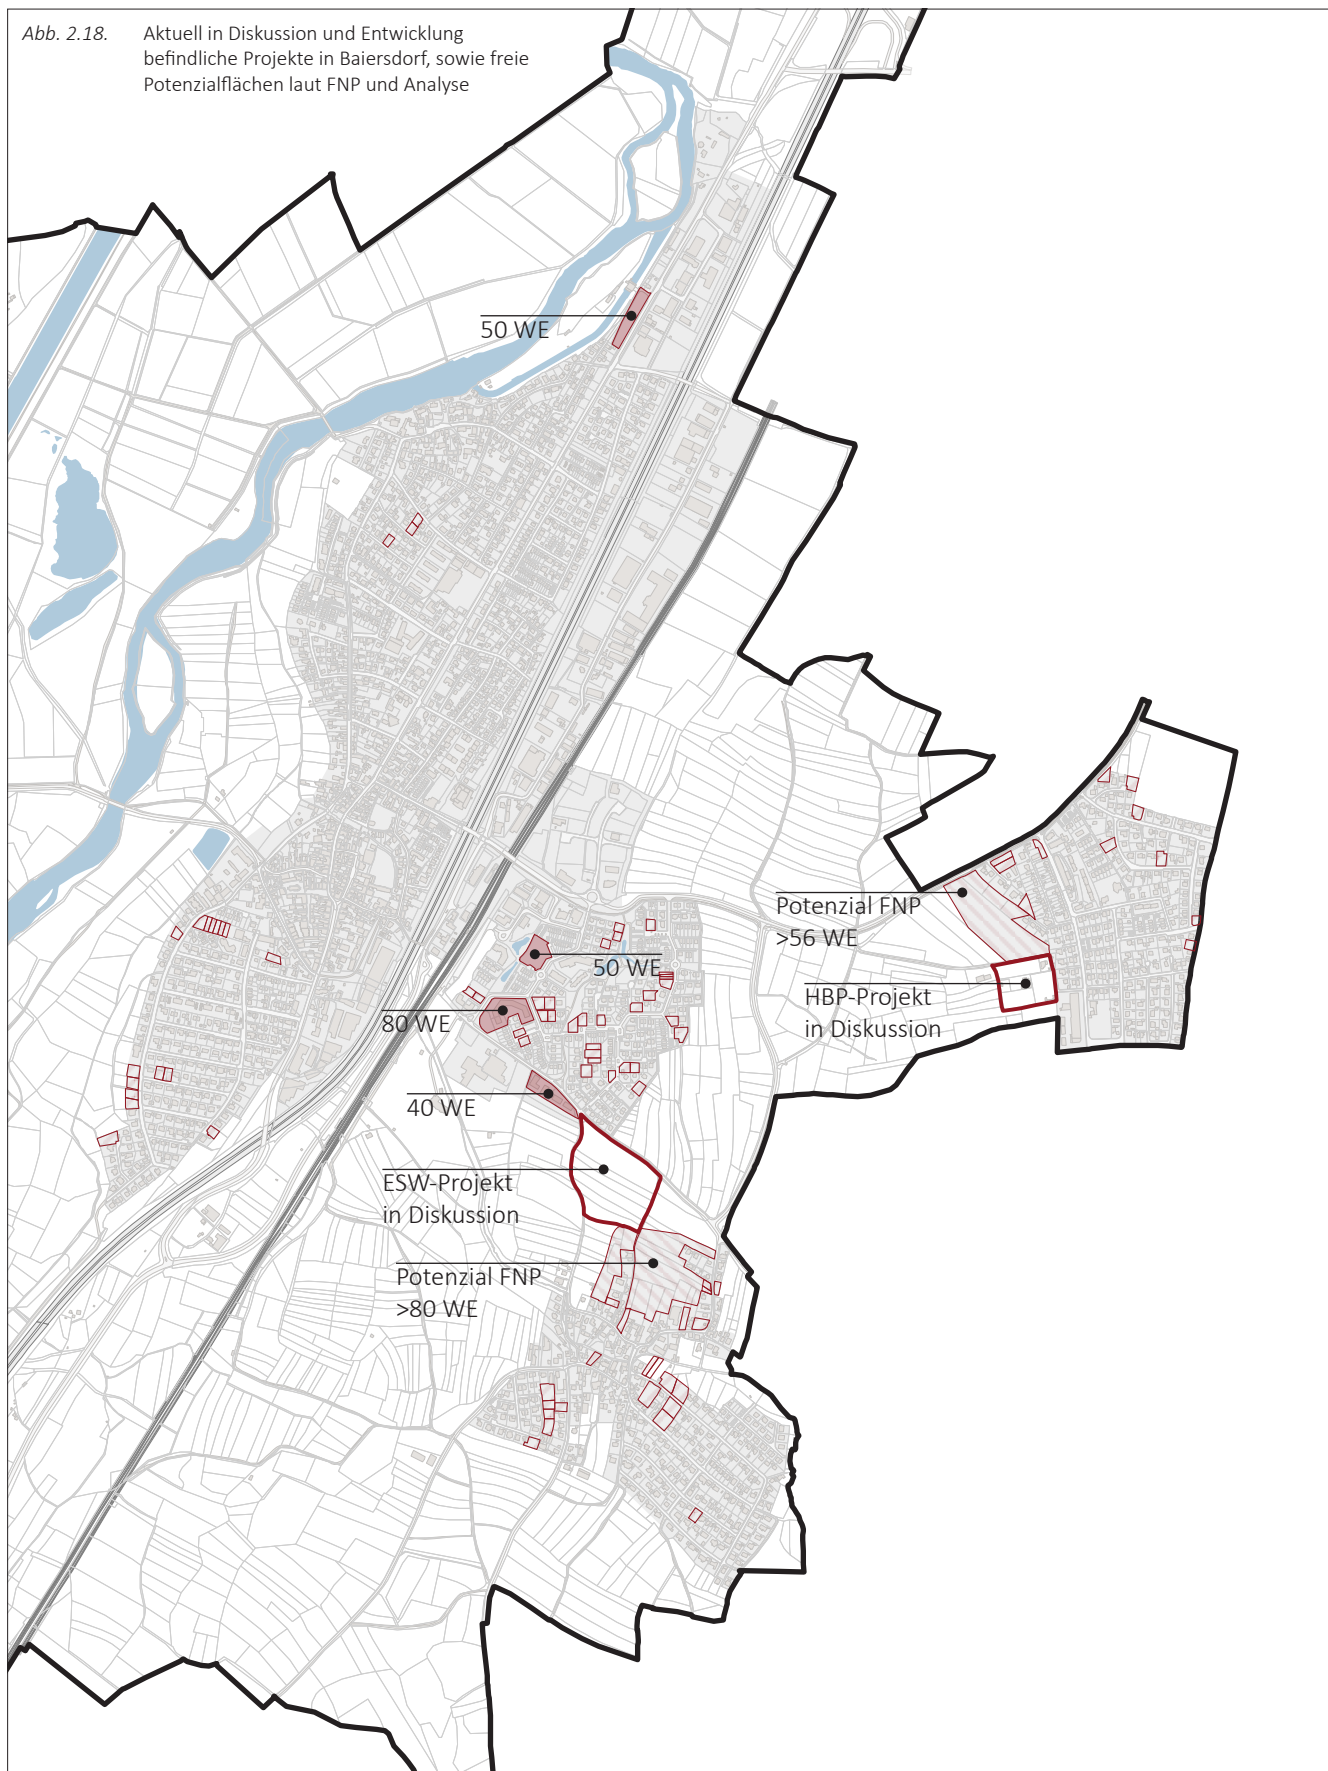 Abb. 2.18. Aktuell in Diskussion und Entwicklung
befindliche Projekte in Baiersdorf, sowie freie
Potenzialflächen laut FNP und Analyse
50 WE
Potenzial FNP
>56 WE
50 WE
HBP-Projekt
in Diskussion
80 WE
40 WE
ESW-Projekt
in Diskussion
Potenzial FNP
>80 WE